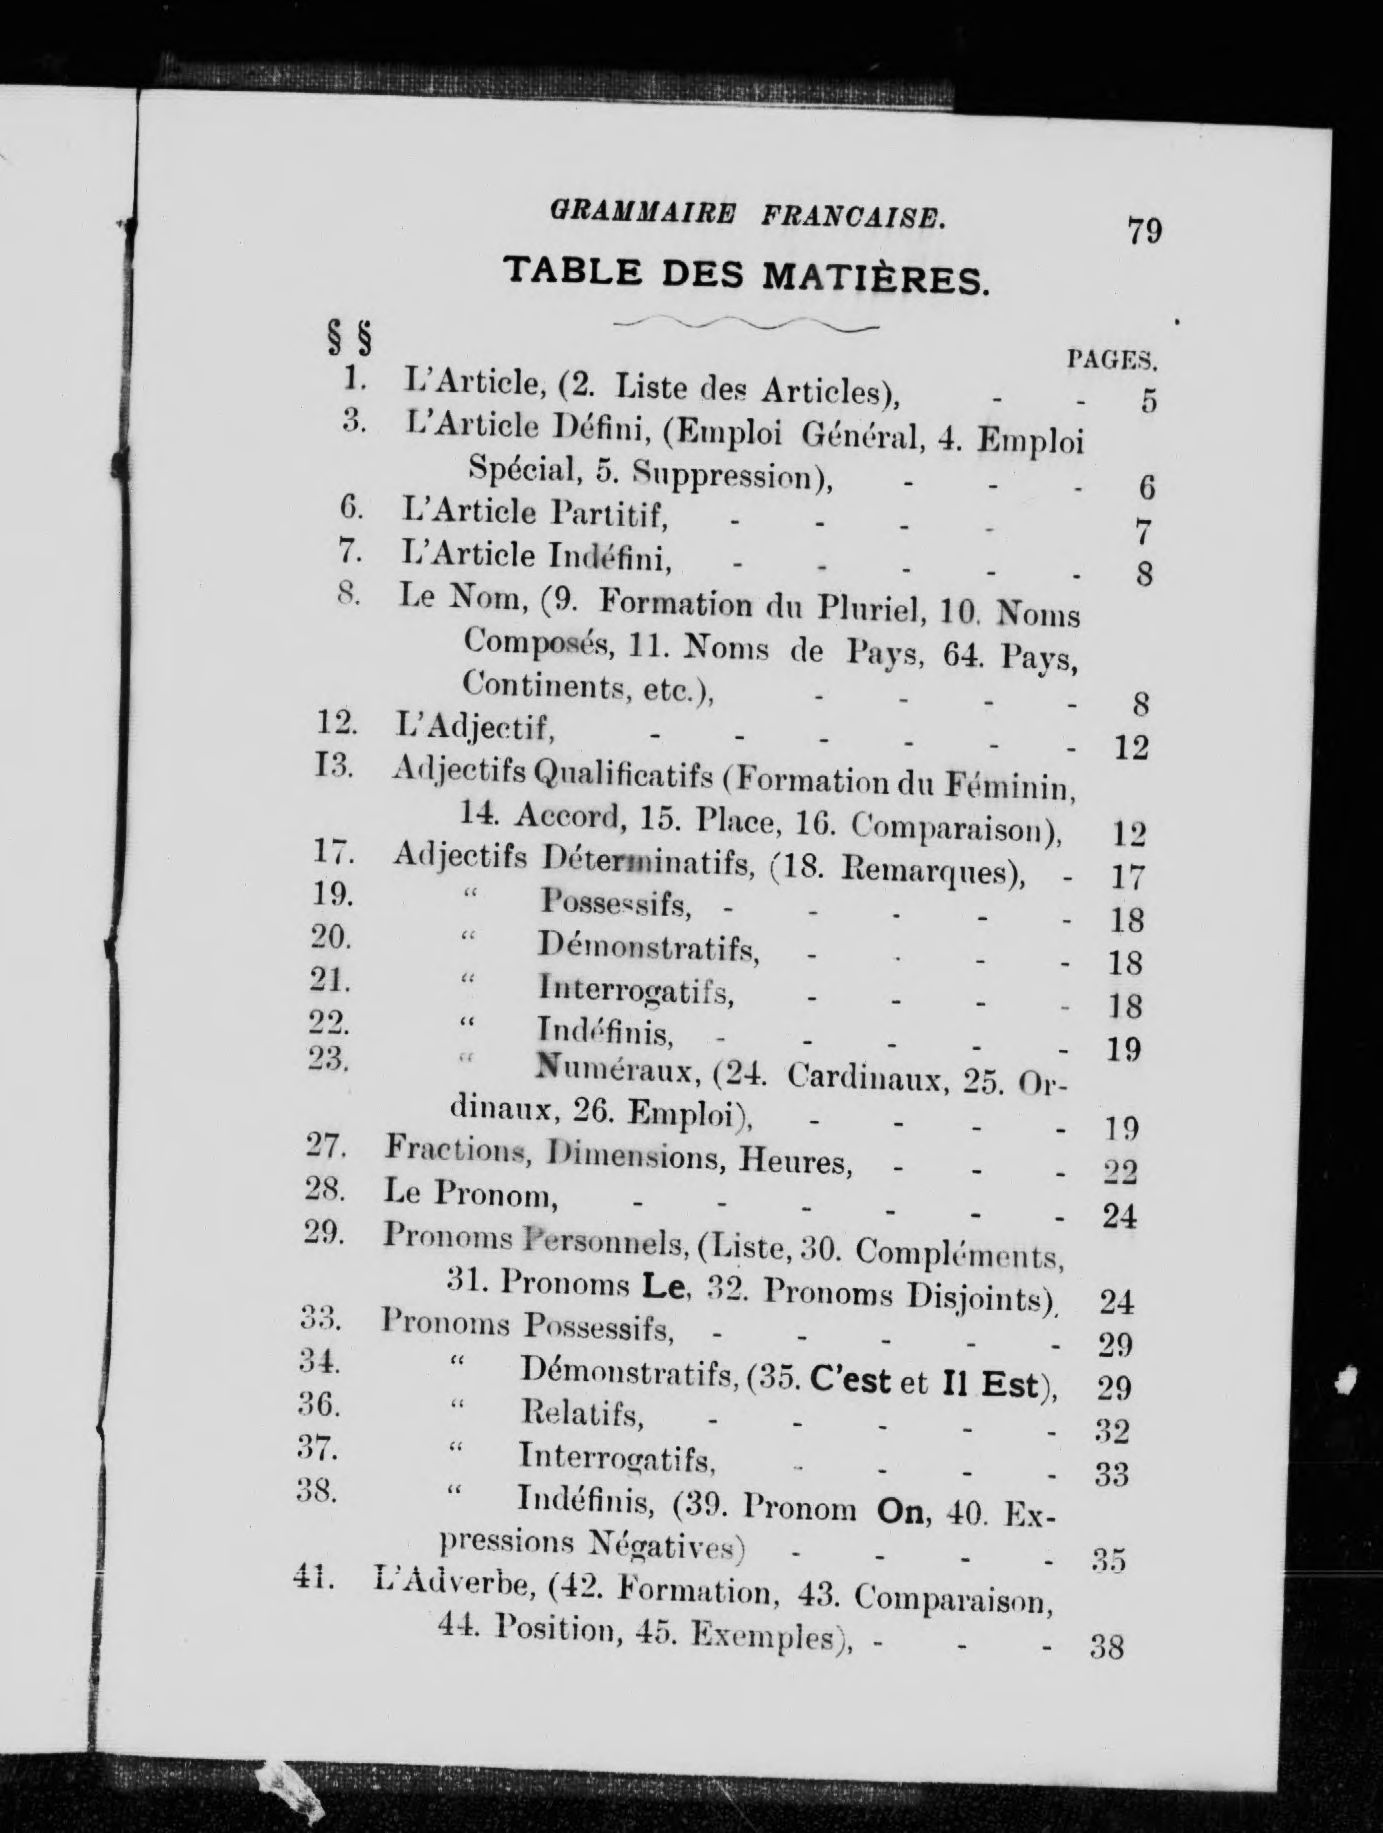 GRAMMAIRE FRANCAISE. 79
TABLE DES MATIÈRES.
§ § PAGES.
1. L'Article, (2. Liste des Articles), - - 5
3. L'Article Défini, (Emploi Général, 4. Emploi
Spécial, 5. Suppression), - - - 6
6. L'Article Partitif, - - - - 7
7. L'Article Indéfini, - - - - - 8
8. Le Nom, (9. Formation du Pluriel, 10. Noms
Composés, 11. Noms de Pays, 64. Pays,
Continents, etc.), - - - - 8
12. L'Adjectif, - - - - - - 12
13. Adjectifs Qualificatifs (Formation du Féminin,
14. Accord, 15. Place, 16. Comparaison), 12
17. Adjectifs Déterminatifs, (18. Remarques), - 17
19. “ Possessifs, - - - - - 18
20. “ Démonstratifs, - - - - 18
21. “ Interrogatifs, - - - - 18
22. “ Indéfinis, - - - - - 19
23. “ Numéraux, (24. Cardinaux, 25. Or-
dinaux, 26. Emploi), - - - - 19
27. Fractions, Dimensions, Heures, - - - 22
28. Le Pronom, - - - - - - 24
29. Pronoms Personnels, (Liste, 30. Compléments,
31. Pronoms Le, 32. Pronoms Disjoints), 24
33. Pronoms Possessifs, - - - - - 29
34. “ Démonstratifs, (35. C'est et Il Est), 29
36. “ Relatifs, - - - - - 32
37. “ Interrogatifs, - - - - 33
38. “ Indéfinis, (39. Pronom On, 40. Ex-
pressions Négatives) - - - - 35
41. L'Adverbe, (42. Formation, 43. Comparaison,
44. Position, 45. Exemples), - - - 38